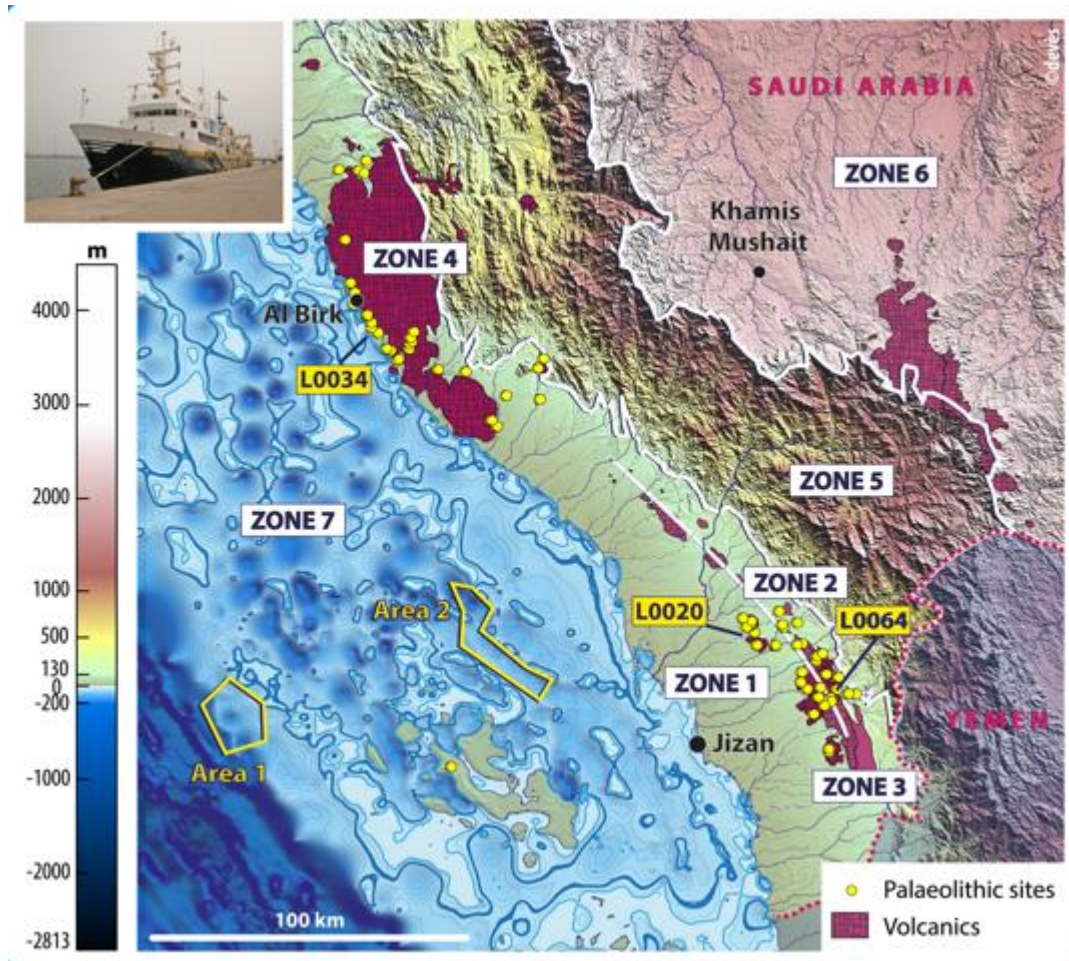 ©deves
SAUDI ARABIA
ZONE 6
Khamis
Mushait
m
4000
3000
2000
1000
500
130
0
-200
-1000
-2000
-2813
ZONE 4
Al Birk
L0034
ZONE 5
ZONE 7
ZONE 2
Area 2
L0020
L0064
ZONE 1
YEMEN
Jizan
Area 1
ZONE 3
100 km
Palaeolithic sites
Volcanics